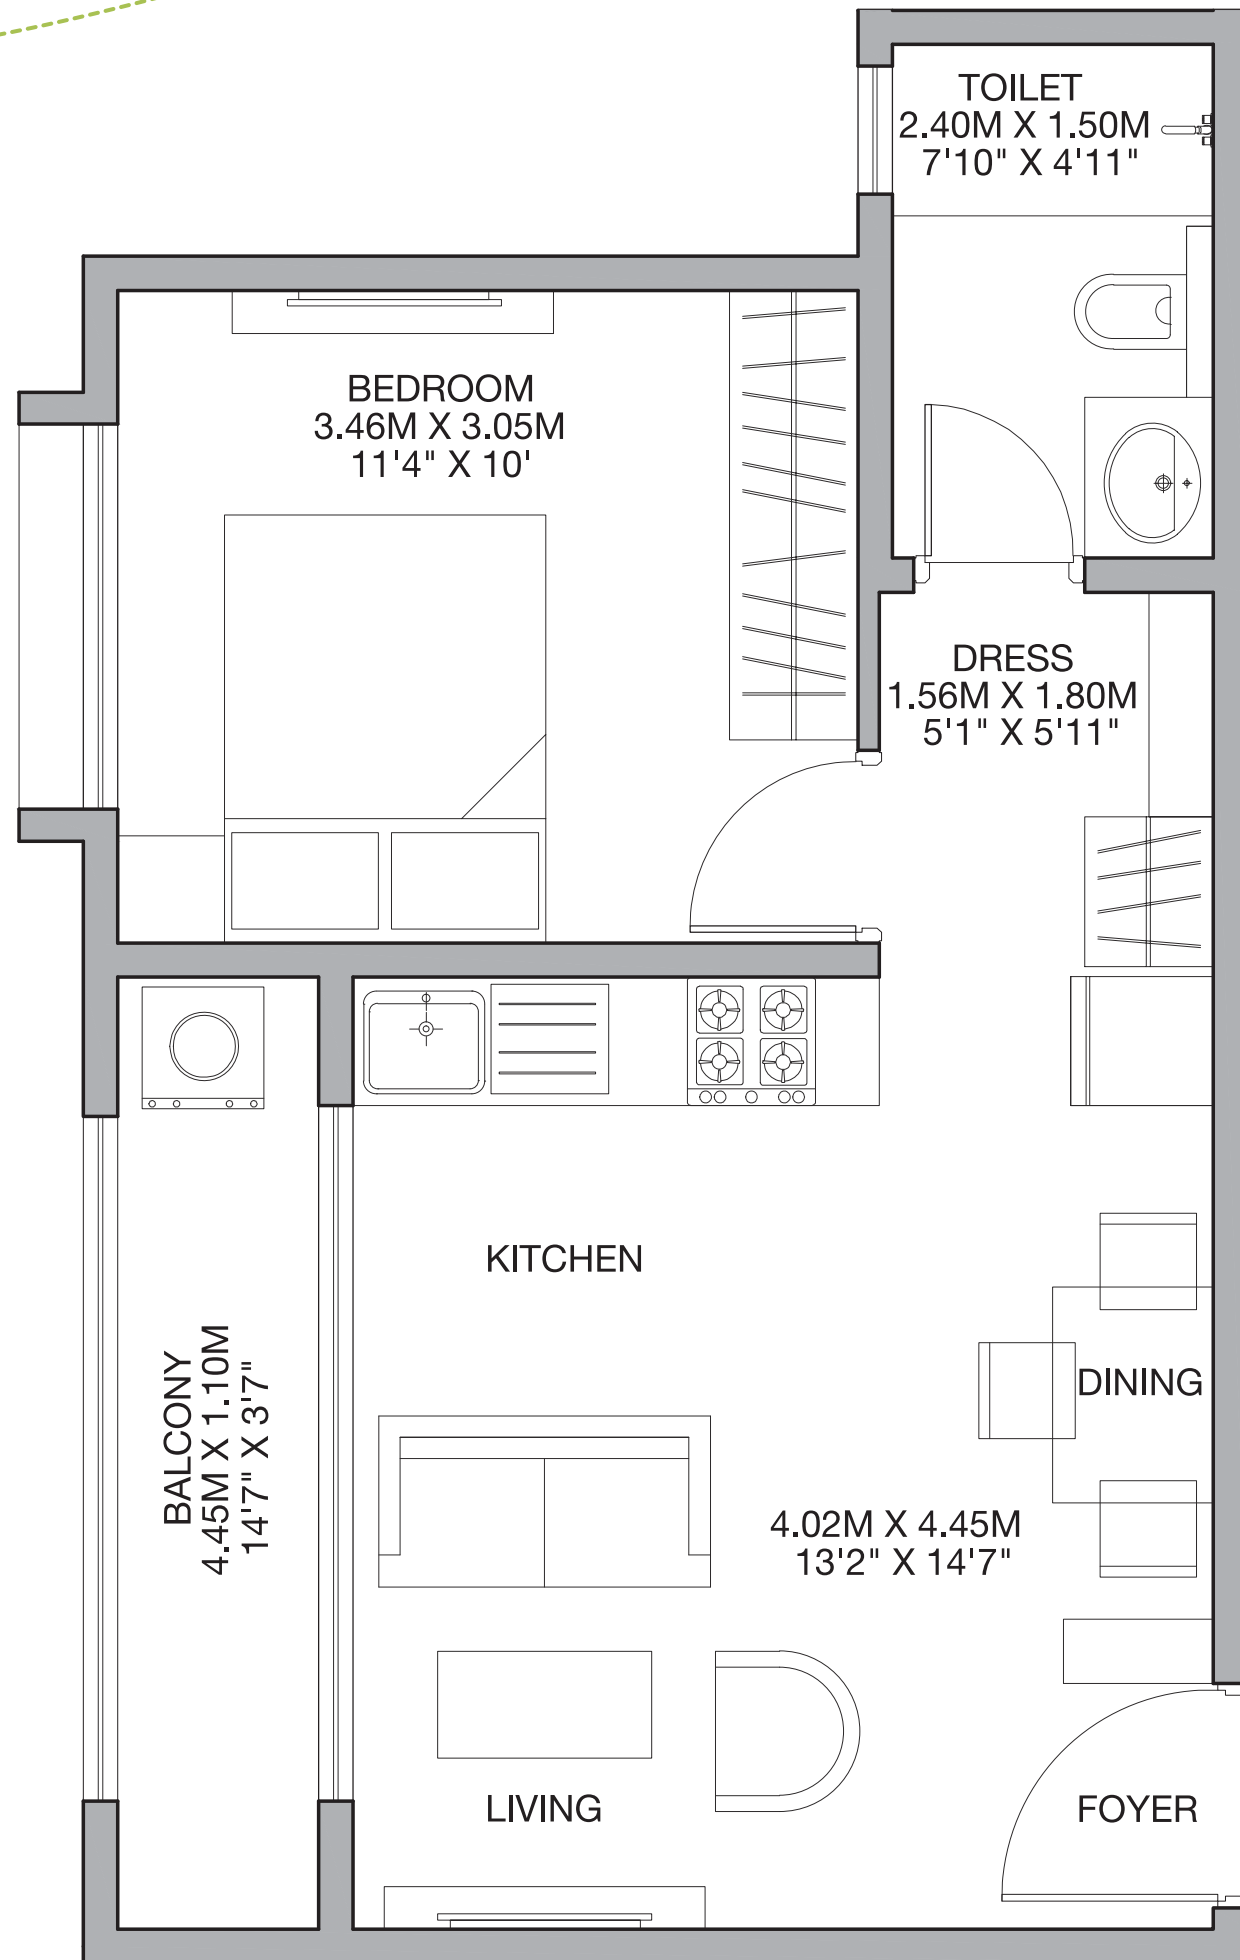 TOILET
2.40M X 1.50M
7'10" X 4'11"
BEDROOM
3.46M X 3.05M
11'4" X 10'
DRESS
1.56M X 1.80M
5'1" X 5'11"
KITCHEN
DINING
BALCONY
4.45M X 1.10M
14'7" X 3'7"
4.02M X 4.45M
13'2" X 14'7"
LIVING
FOYER